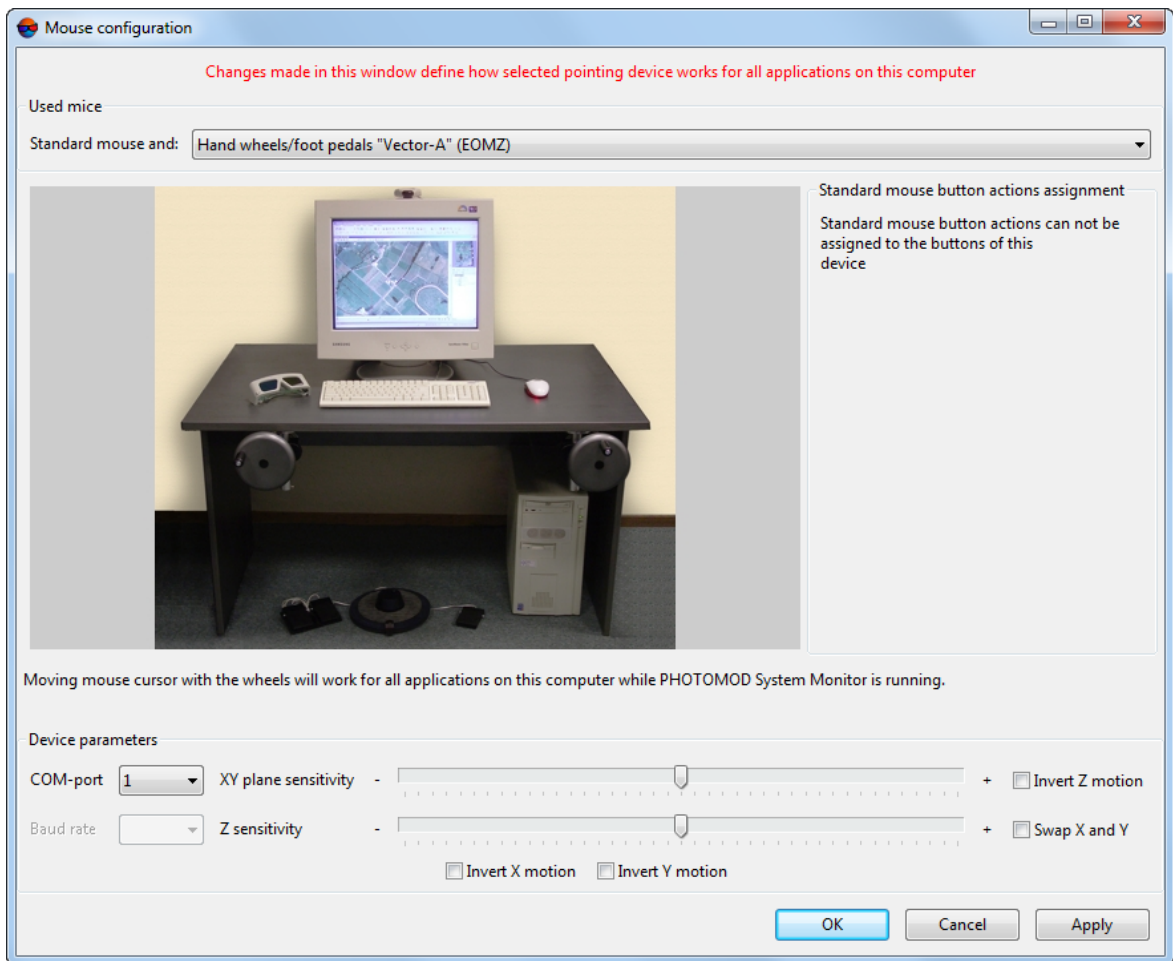 Mouse configuration
Changes made in this window define how selected pointing device works for all applications on this computer
Used mice
Standard mouse and: Hand wheels/foot pedals "Vector-A" (EOMZ)
Standard mouse button actions assignment
Standard mouse button actions can not be
assigned to the buttons of this
device
Moving mouse cursor with the wheels will work for all applications on this computer while PHOTOMOD System Monitor is running.
Device parameters
COM-port 1 XY plane sensitivity - + Invert Z motion
Baud rate Z sensitivity - + Swap X and Y
Invert X motion Invert Y motion
OK Cancel Apply